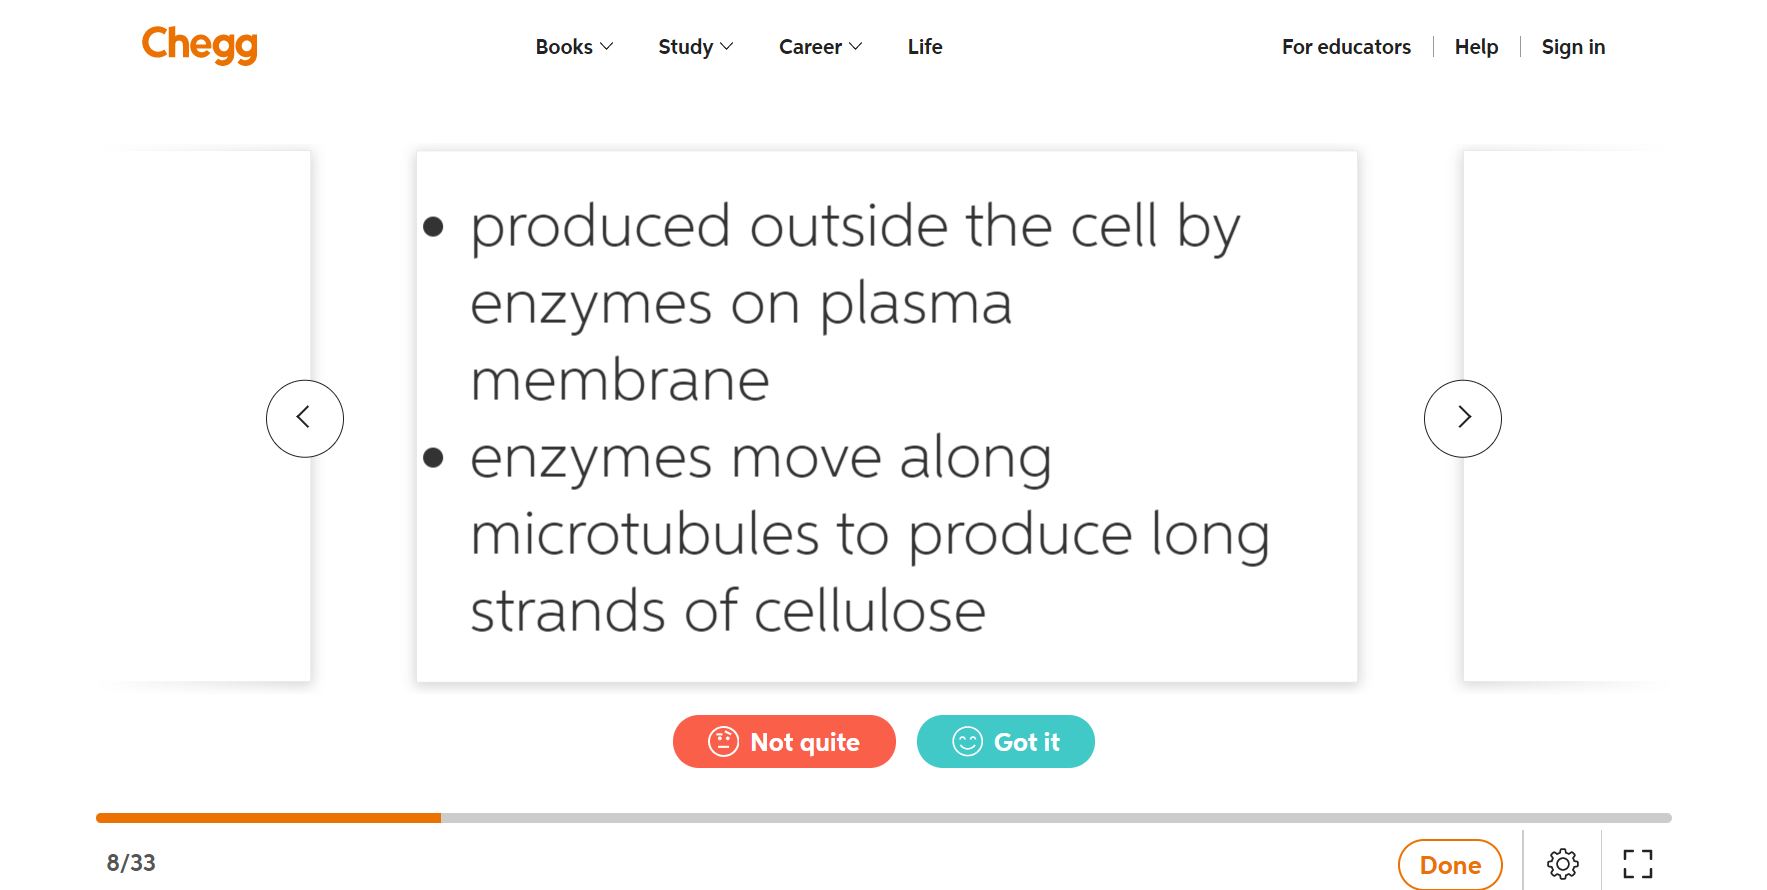 Chegg
Books
Study
Career
Life
For educators
Help
Sign in
• produced outside the cell by
enzymes on plasma
membrane
• enzymes move along
microtubules to produce long
strands of cellulose
Not quite
Got it
8/33
Done